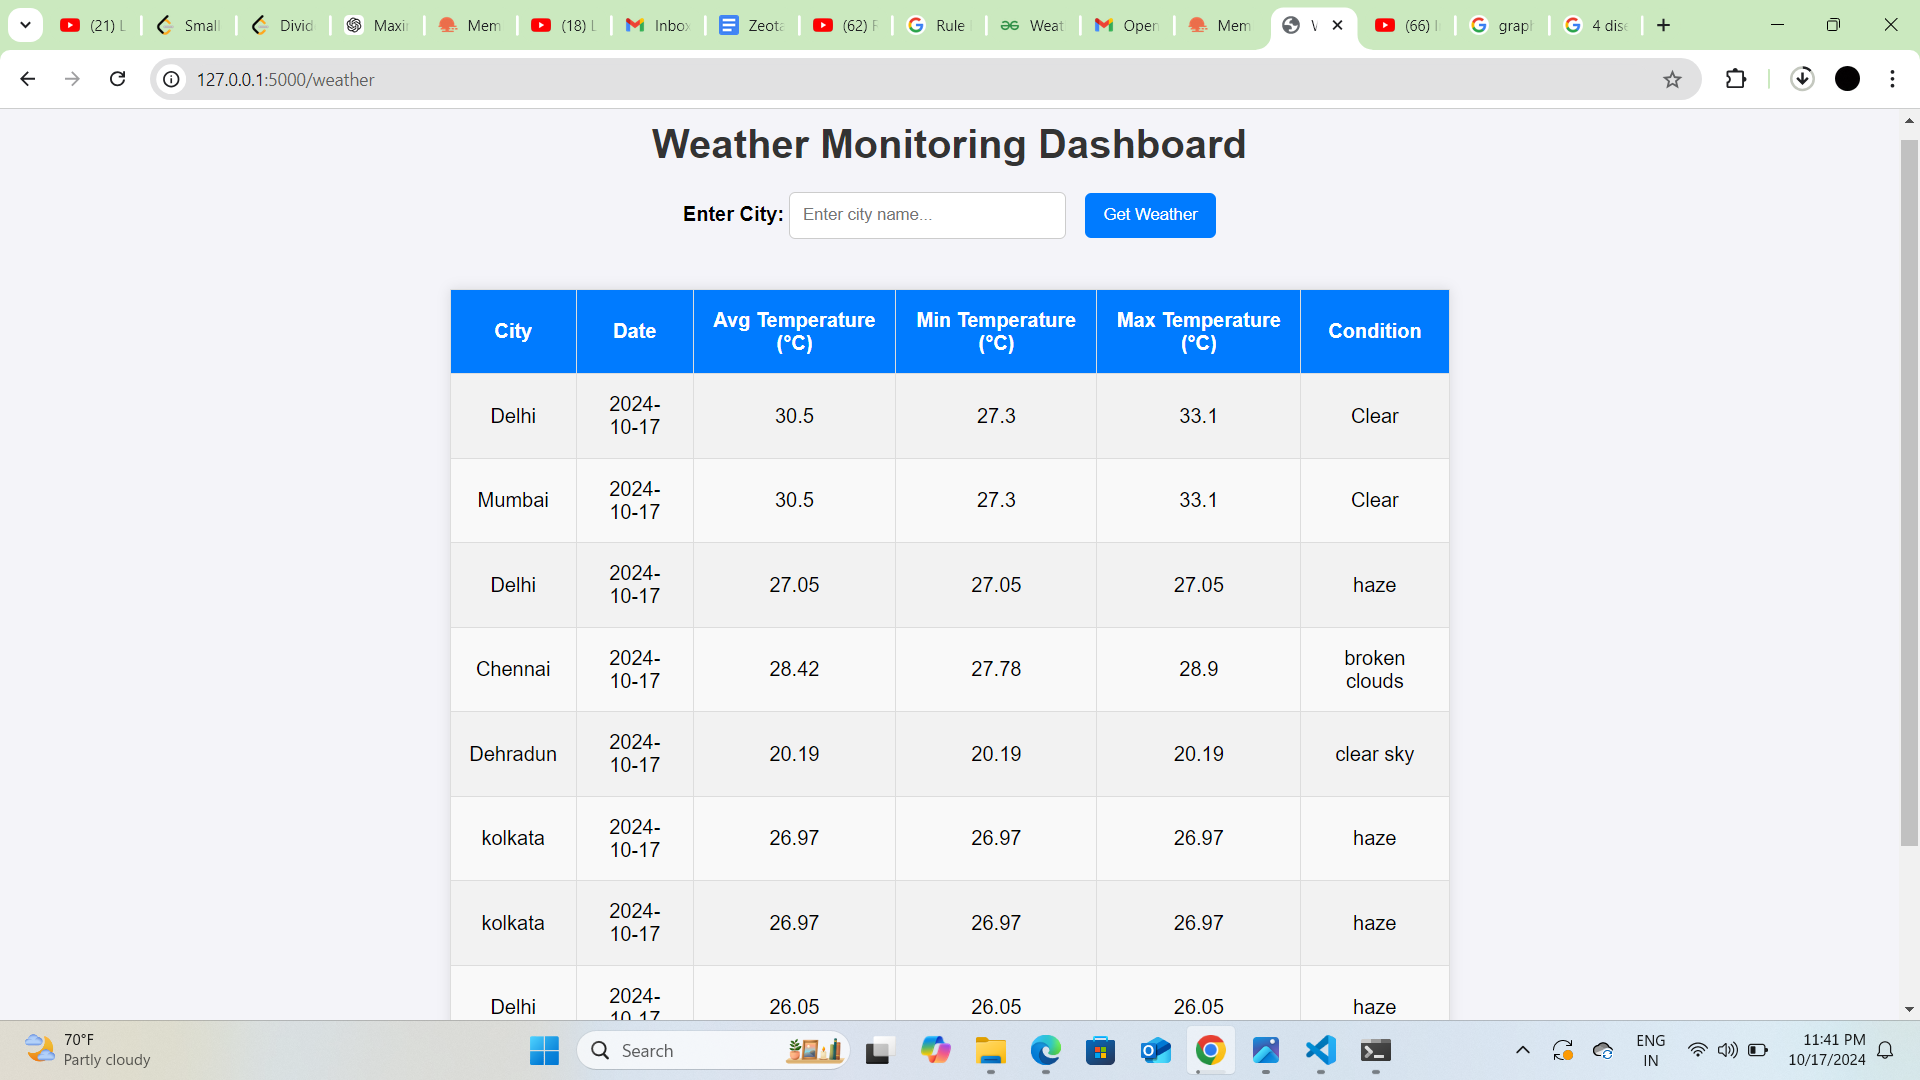 (21) L
Small
Divid
Maxir
Mem
(18) L
Inbox
Zeota
(62) F
Rule
Weat
Open
Mem
(66) I
graph
4 dise
127.0.0.1:5000/weather
Weather Monitoring Dashboard
Enter City: Enter city name... Get Weather
City Date Avg Temperature (°C) Min Temperature (°C) Max Temperature (°C) Condition
Delhi 2024-10-17 30.5 27.3 33.1 Clear
Mumbai 2024-10-17 30.5 27.3 33.1 Clear
Delhi 2024-10-17 27.05 27.05 27.05 haze
Chennai 2024-10-17 28.42 27.78 28.9 broken clouds
Dehradun 2024-10-17 20.19 20.19 20.19 clear sky
kolkata 2024-10-17 26.97 26.97 26.97 haze
kolkata 2024-10-17 26.97 26.97 26.97 haze
Delhi 2024-10-17 26.05 26.05 26.05 haze
70°F
Partly cloudy
Search
ENG
IN
11:41 PM
10/17/2024